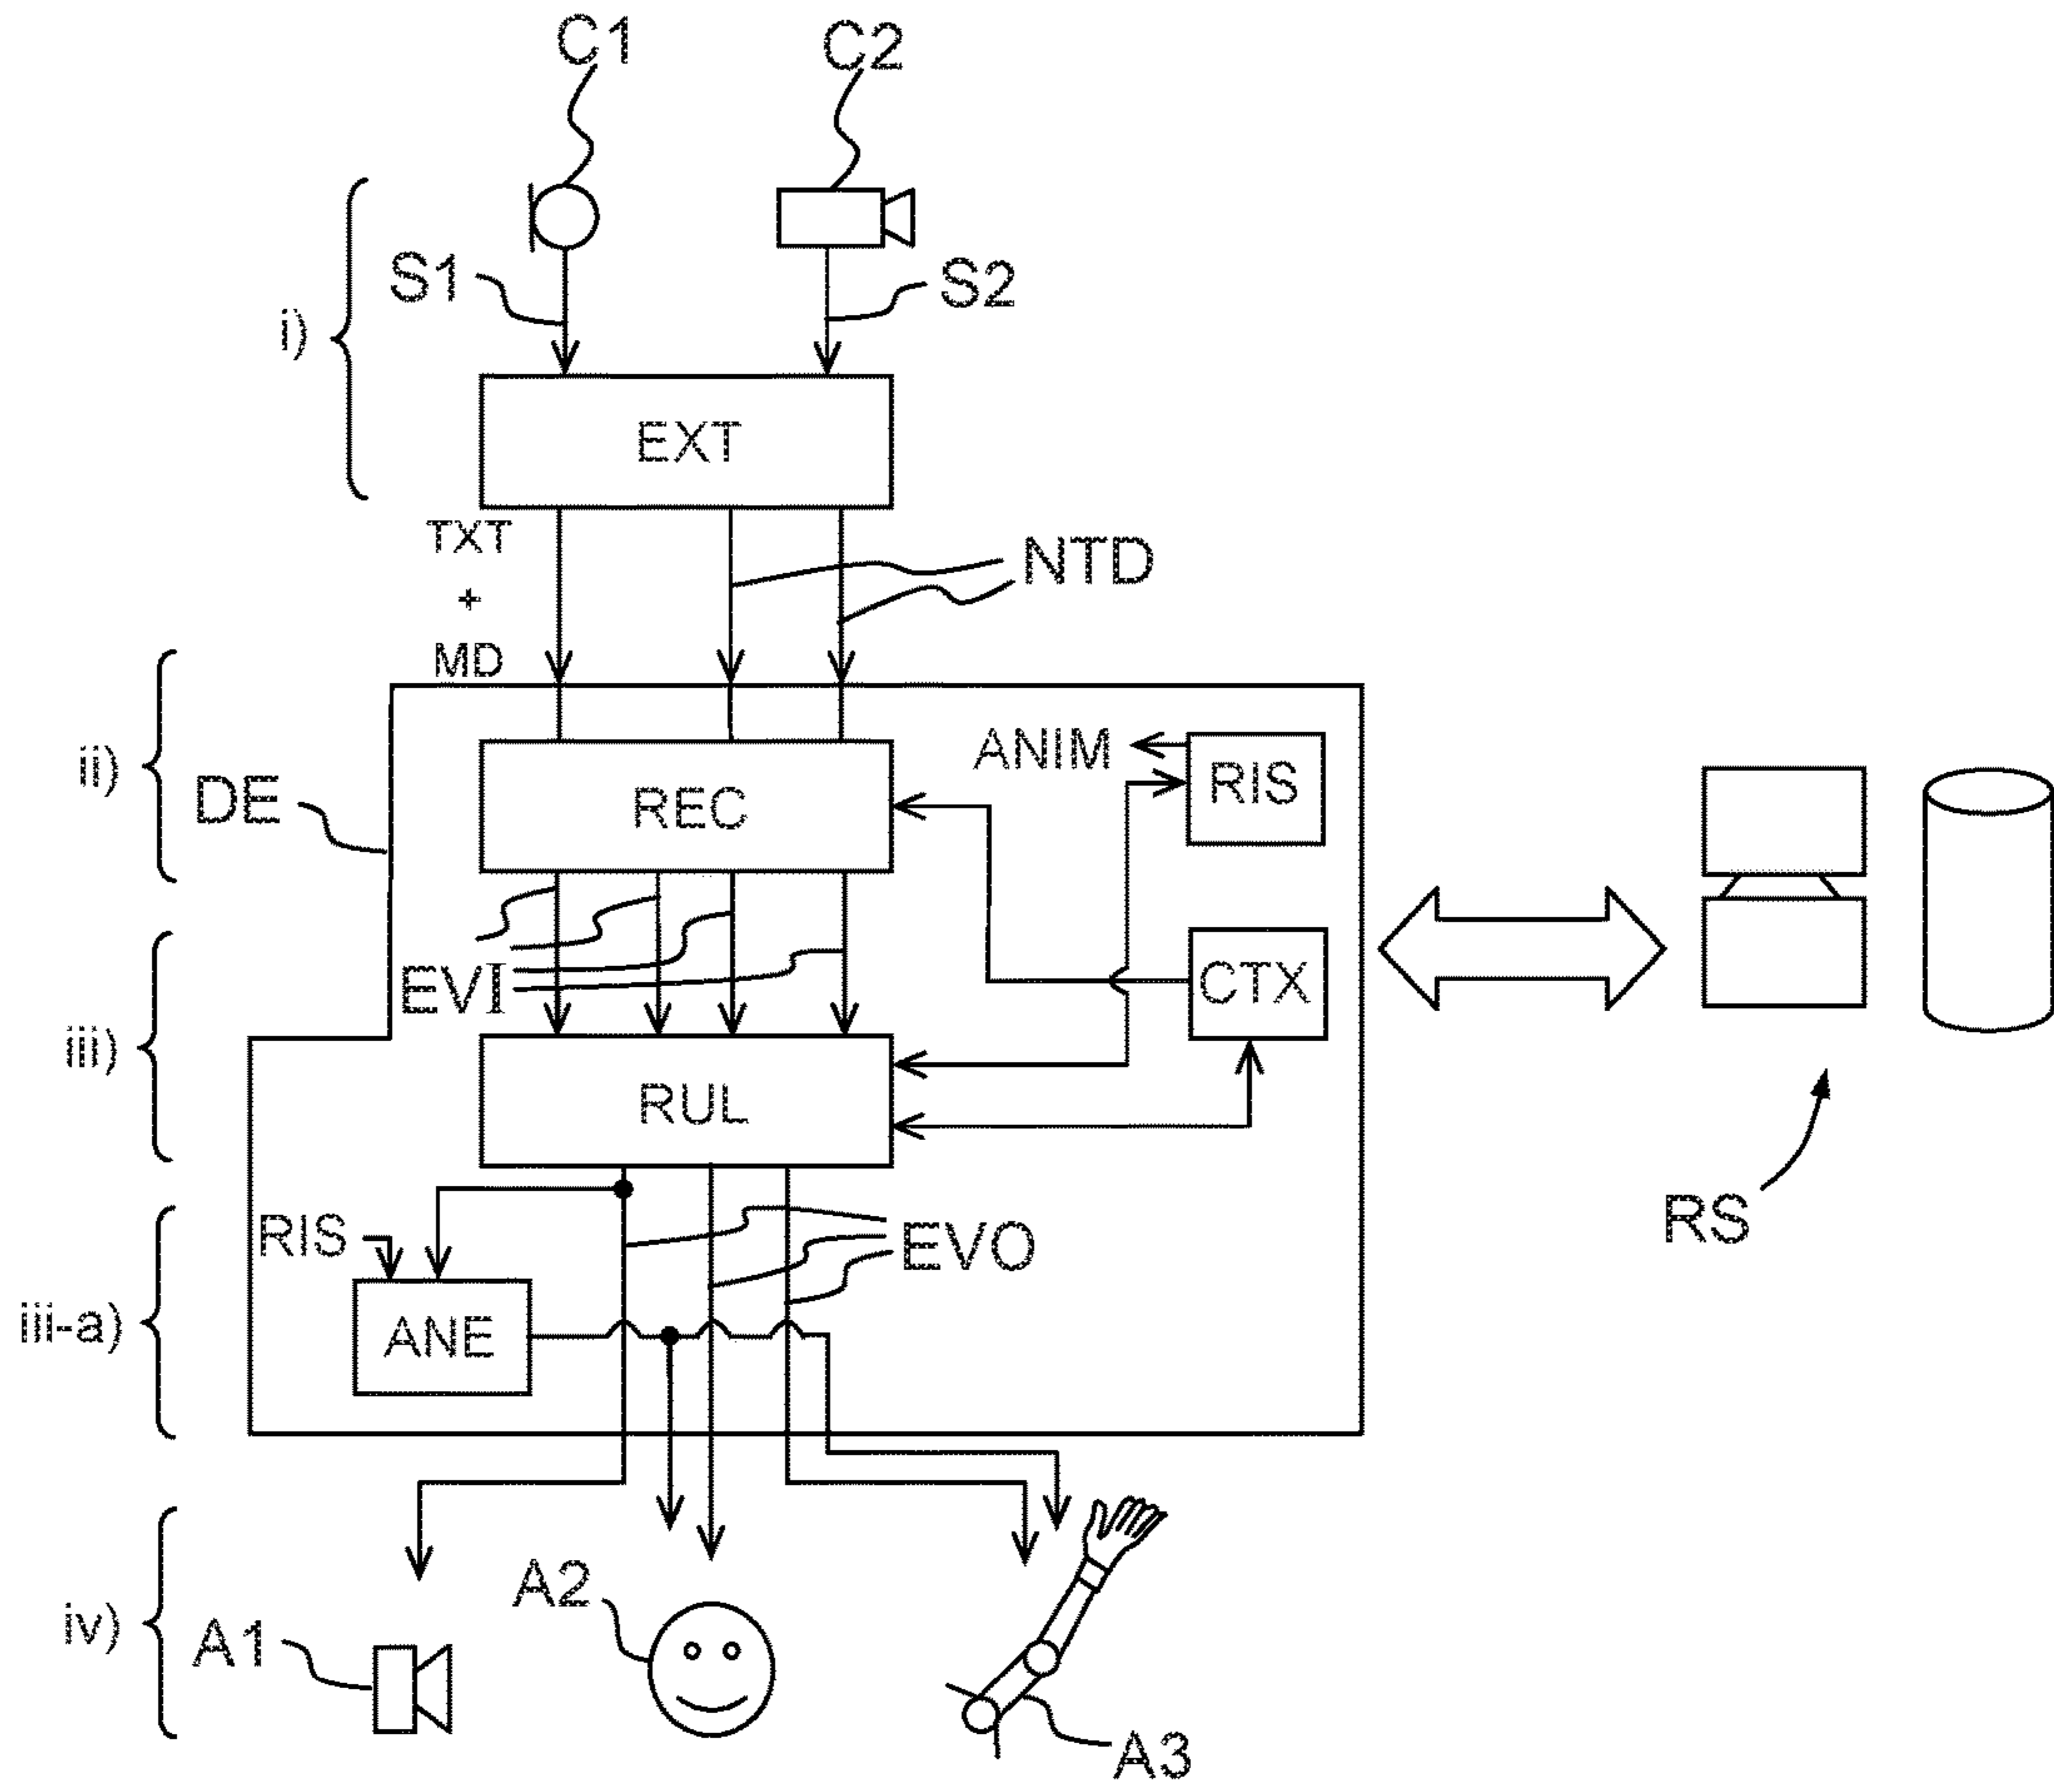 C1
C2
i)
S1
S2
EXT
TXT
+
MD
NTD
ii)
DE
REC
ANIM
RIS
iii)
EVI
CTX
RUL
RS
iii-a)
RIS
EVO
ANE
iv)
A1
A2
A3